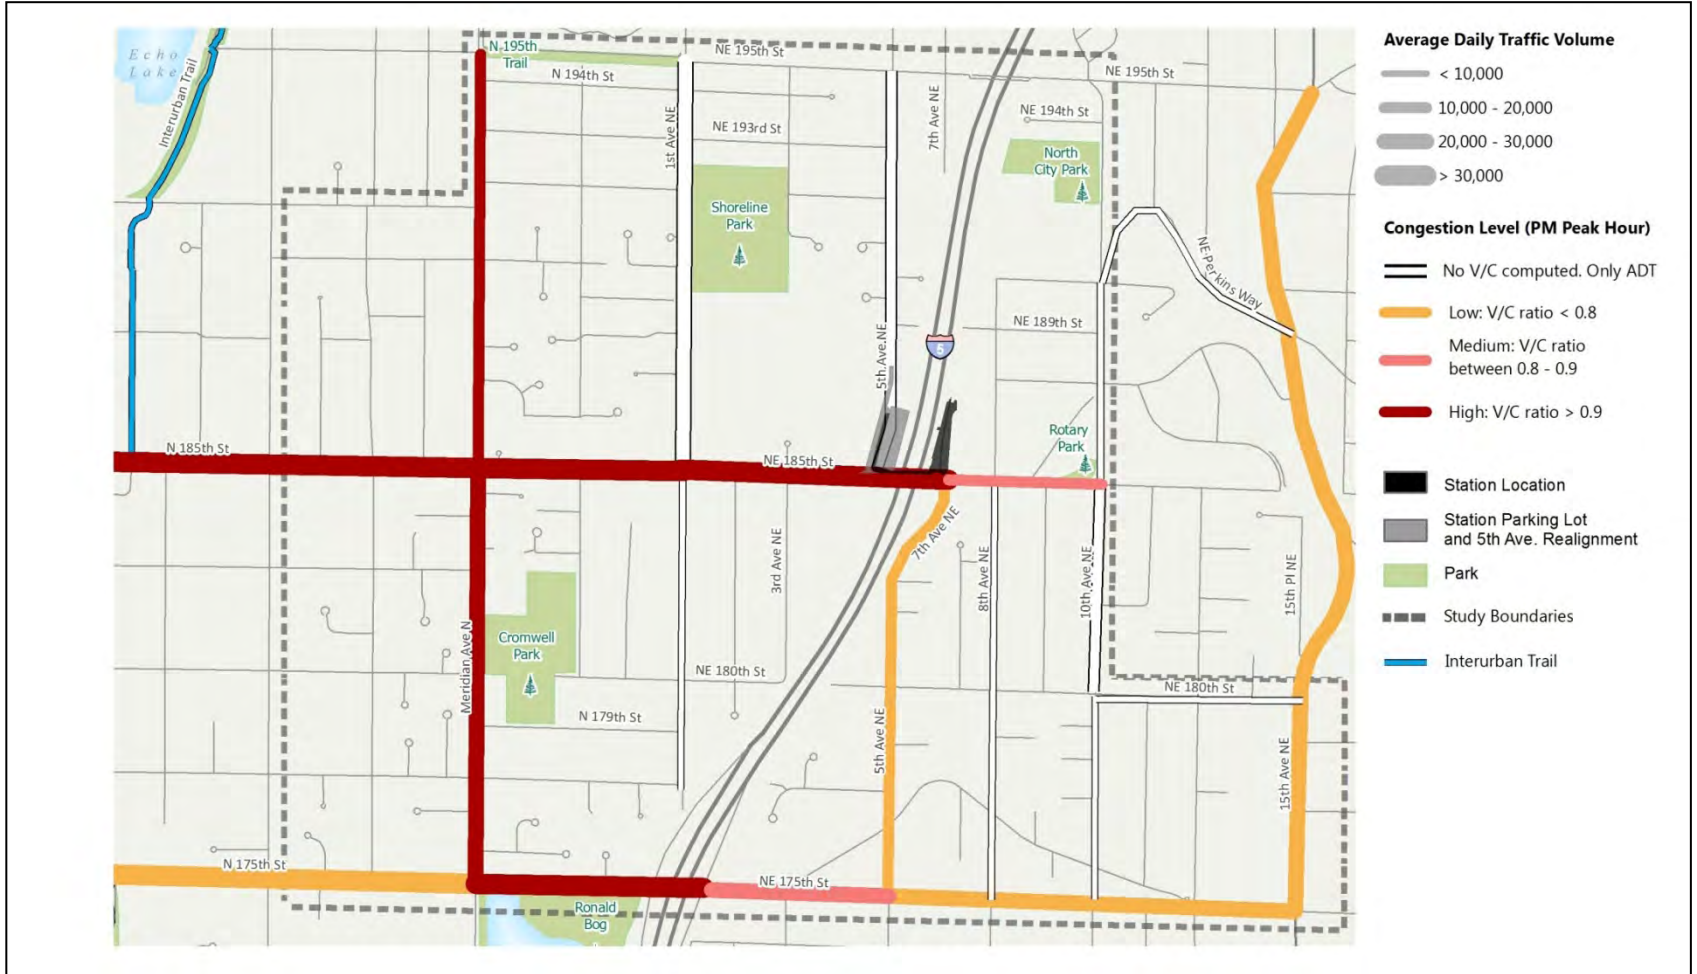 Echo
Lake
Interurban Trail
N 195th
Trail
NE 195th St
NE 195th St
N 194th St
NE 194th St
1st Ave NE
NE 193rd St
7th Ave NE
North
City Park
Shoreline
Park
NE Perkins Way
5th Ave NE
5
NE 189th St
N 185th St
NE 185th St
Rotary
Park
7th Ave NE
3rd Ave NE
8th Ave NE
10th Ave NE
15th Pl NE
Meridian Ave N
Cromwell
Park
NE 180th St
NE 180th St
N 179th St
5th Ave NE
15th Ave NE
N 175th St
NE 175th St
Ronald
Bog
Average Daily Traffic Volume
< 10,000
10,000 - 20,000
20,000 - 30,000
> 30,000
Congestion Level (PM Peak Hour)
No V/C computed. Only ADT
Low: V/C ratio < 0.8
Medium: V/C ratio
between 0.8 - 0.9
High: V/C ratio > 0.9
Station Location
Station Parking Lot
and 5th Ave. Realignment
Park
Study Boundaries
Interurban Trail